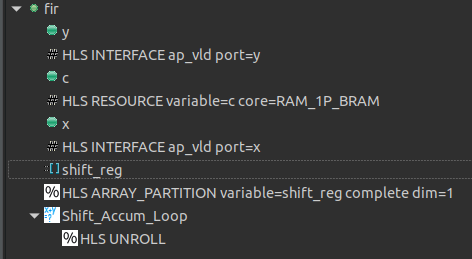 fir
y
HLS INTERFACE ap_vld port=y
c
HLS RESOURCE variable=c core=RAM_1P_BRAM
x
HLS INTERFACE ap_vld port=x
shift_reg
% HLS ARRAY_PARTITION variable=shift_reg complete dim=1
Shift_Accum_Loop
% HLS UNROLL